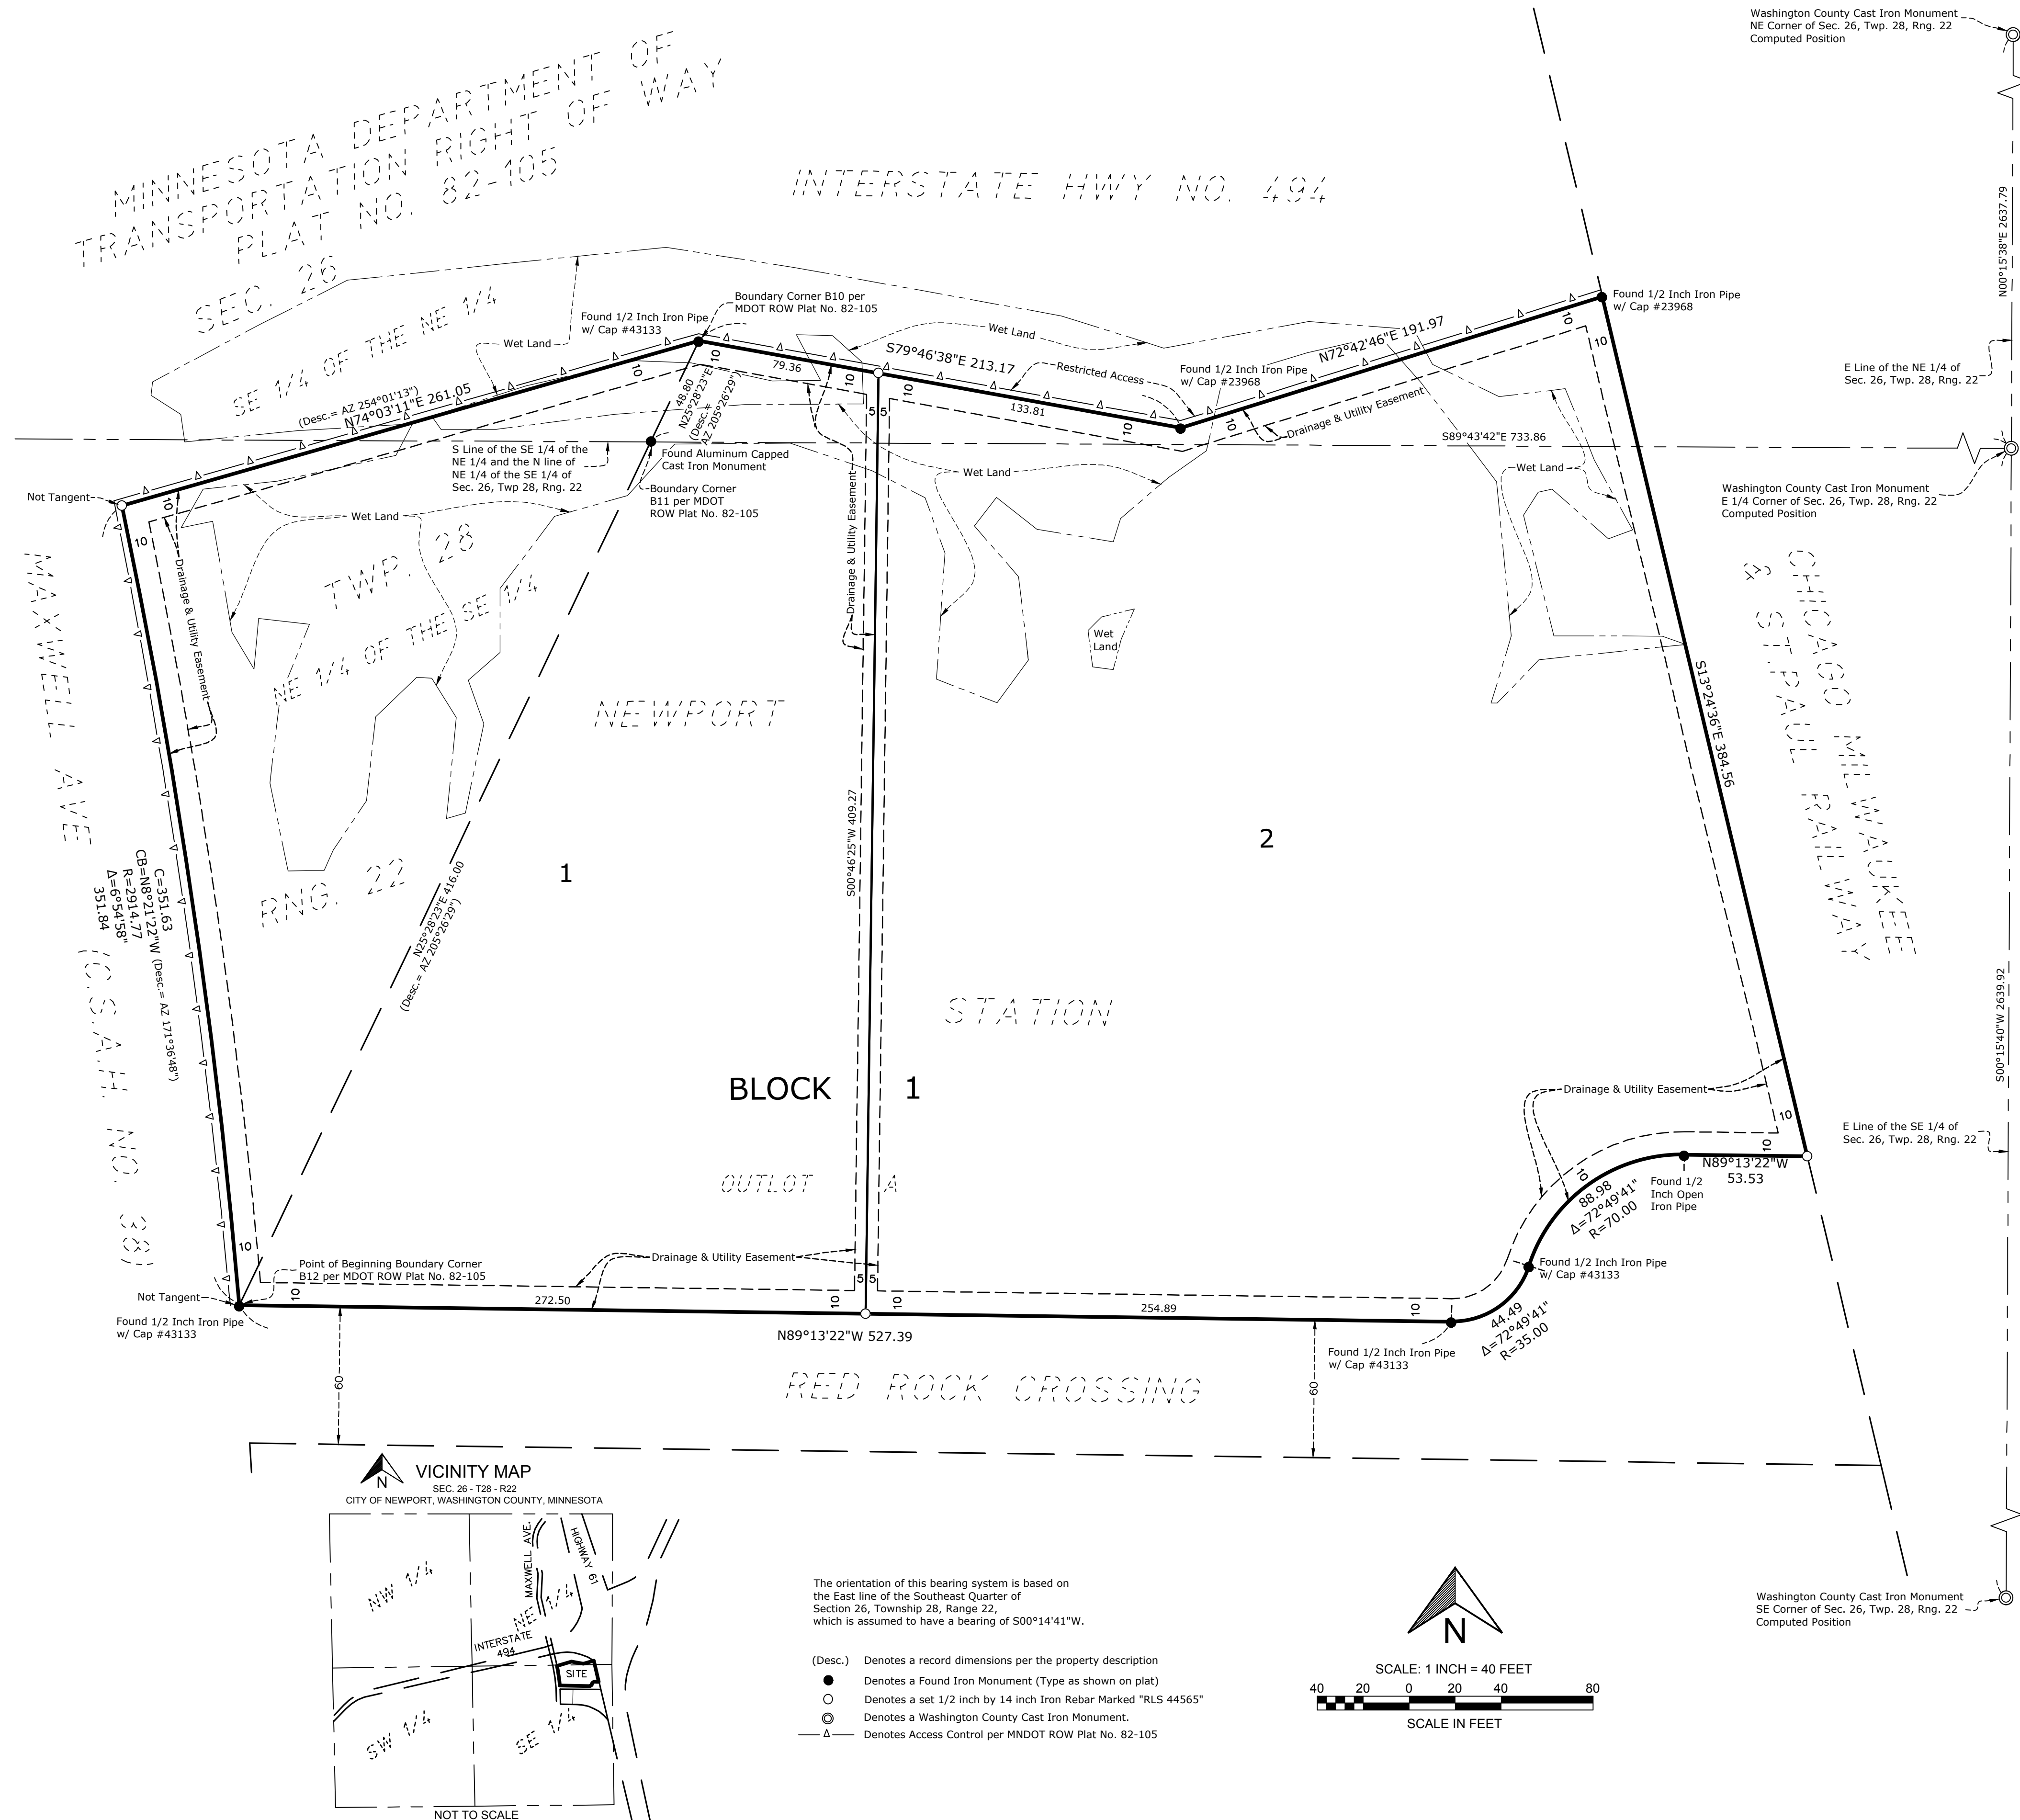 Washington County Cast Iron Monument
NE Corner of Sec. 26, Twp. 28, Rng. 22
Computed Position
MINNESOTA DEPARTMENT OF
TRANSPORTATION RIGHT OF WAY
PLAT NO. 82-105
INTERSTATE HWY NO. 494
N00°15'38"E 2637.79
SEC. 26
SE 1/4 OF THE NE 1/4
Boundary Corner B10 per
MDOT ROW Plat No. 82-105
Found 1/2 Inch Iron Pipe
w/ Cap #43133
Found 1/2 Inch Iron Pipe
w/ Cap #23968
Wet Land
Wet Land
S79°46'38"E 213.17
79.36
133.81
Restricted Access
Found 1/2 Inch Iron Pipe
w/ Cap #23968
N72°42'46"E 191.97
10
10
10
10
10
10
10
10
10
Drainage & Utility Easement
E Line of the NE 1/4 of
Sec. 26, Twp. 28, Rng. 22
(Desc.= AZ 254°01'13")
N74°03'11"E 261.05
48.80
N25°28'23"E
(Desc.=
AZ 205°26'29")
5
5
S89°43'42"E 733.86
S Line of the SE 1/4 of the
NE 1/4 and the N line of
NE 1/4 of the SE 1/4 of
Sec. 26, Twp 28, Rng. 22
Found Aluminum Capped
Cast Iron Monument
Boundary Corner
B11 per MDOT
ROW Plat No. 82-105
Wet Land
Wet Land
Not Tangent
Wet Land
Washington County Cast Iron Monument
E 1/4 Corner of Sec. 26, Twp. 28, Rng. 22
Computed Position
10
10
Drainage & Utility Easement
Drainage & Utility Easement
TWP. 28
NE 1/4 OF THE SE 1/4
Wet
Land
MAXWELL AVE (C.S.A.H. NO. 38)
NEWPORT
S13°24'36"E 384.56
CHICAGO MILWAUKEE
& ST.PAUL RAILWAY
C=351.63
CB=N8°21'22"W (Desc.= AZ 171°36'48")
R=2914.77
Δ=6°54'58"
351.84
S00°46'25"W 409.27
1
2
RNG. 22
N25°28'23"E 416.00
(Desc.= AZ 205°26'29")
STATION
S00°15'40"W 2639.92
BLOCK 1
Drainage & Utility Easement
E Line of the SE 1/4 of
Sec. 26, Twp. 28, Rng. 22
10
10
N89°13'22"W
53.53
OUTLOT A
10
88.98
Δ=72°49'41"
R=70.00
Found 1/2
Inch Open
Iron Pipe
10
Point of Beginning Boundary Corner
B12 per MDOT ROW Plat No. 82-105
Drainage & Utility Easement
Found 1/2 Inch Iron Pipe
w/ Cap #43133
Not Tangent
10
272.50
10
5
5
10
254.89
10
Found 1/2 Inch Iron Pipe
w/ Cap #43133
N89°13'22"W 527.39
44.49
Δ=72°49'41"
R=35.00
Found 1/2 Inch Iron Pipe
w/ Cap #43133
60
60
RED ROCK CROSSING
N
VICINITY MAP
SEC. 26 - T28 - R22
CITY OF NEWPORT, WASHINGTON COUNTY, MINNESOTA
MAXWELL AVE.
HIGHWAY 61
NW 1/4
NE 1/4
INTERSTATE
494
SITE
SW 1/4
SE 1/4
NOT TO SCALE
The orientation of this bearing system is based on
the East line of the Southeast Quarter of
Section 26, Township 28, Range 22,
which is assumed to have a bearing of S00°14'41"W.
(Desc.) Denotes a record dimensions per the property description
Denotes a Found Iron Monument (Type as shown on plat)
Denotes a set 1/2 inch by 14 inch Iron Rebar Marked "RLS 44565"
Denotes a Washington County Cast Iron Monument.
Denotes Access Control per MNDOT ROW Plat No. 82-105
N
SCALE: 1 INCH = 40 FEET
40 20 0 20 40 80
SCALE IN FEET
Washington County Cast Iron Monument
SE Corner of Sec. 26, Twp. 28, Rng. 22
Computed Position